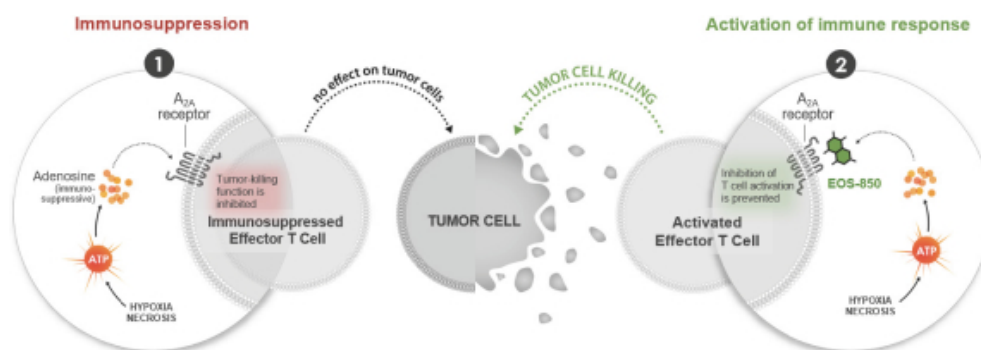 Immunosuppression
1
A2A
receptor
Adenosine
(immuno-
suppressive)
ATP
HYPOXIA
NECROSIS
Tumor-killing
function is
inhibited
Immunosuppressed
Effector T Cell
no effect on tumor cells
TUMOR CELL
TUMOR CELL KILLING
Activation of immune response
2
A2A
receptor
EOS-850
Inhibition of
T cell activation
is prevented
Activated
Effector T Cell
ATP
HYPOXIA
NECROSIS